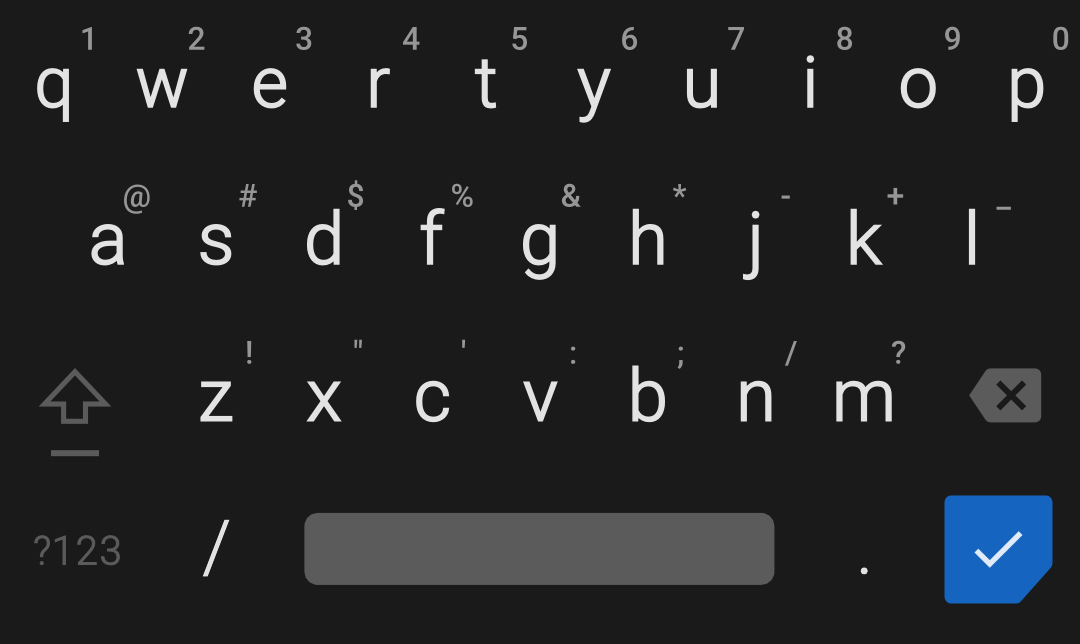 1 2 3 4 5 6 7 8 9 0
q w e r t y u i o p
@ # $ % & * - + _
a s d f g h j k l
! " ' : ; / ?
z x c v b n m
?123 / .